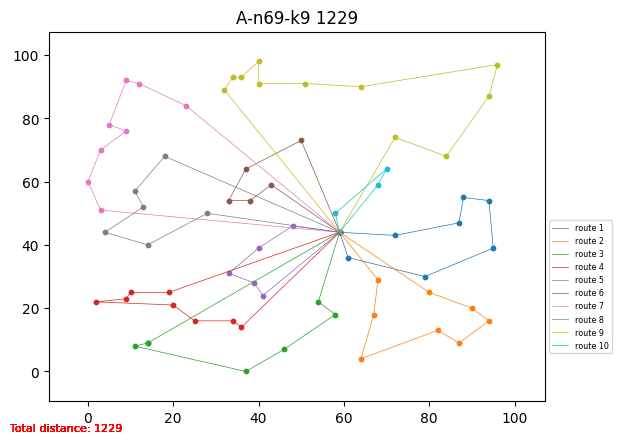 A-n69-k9 1229
100
80
60
40
20
0
0 20 40 60 80 100
route 1
route 2
route 3
route 4
route 5
route 6
route 7
route 8
route 9
route 10
Total distance: 1229